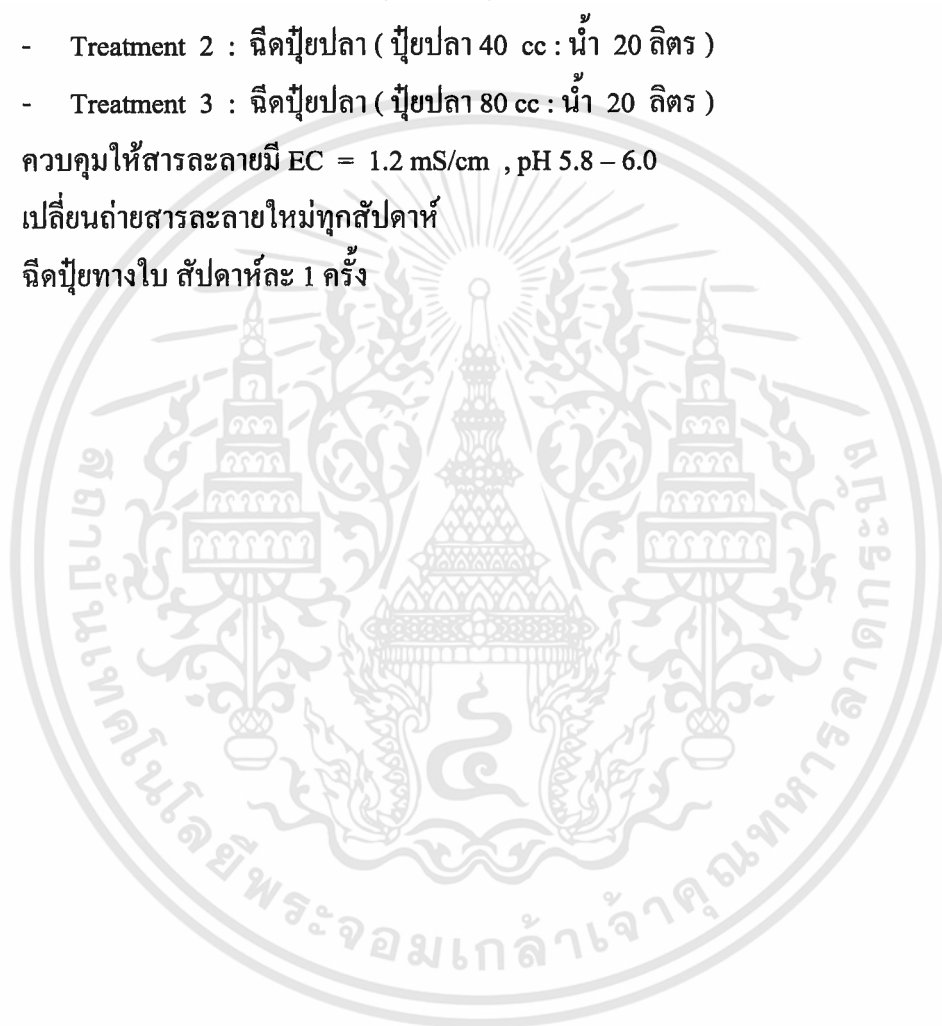 - Treatment 2 : ฉีดปุ๋ยปลา ( ปุ๋ยปลา 40 cc : น้ำ 20 ลิตร )
- Treatment 3 : ฉีดปุ๋ยปลา ( ปุ๋ยปลา 80 cc : น้ำ 20 ลิตร )
ควบคุมให้สารละลายมี EC = 1.2 mS/cm , pH 5.8 – 6.0
เปลี่ยนถ่ายสารละลายใหม่ทุกสัปดาห์
ฉีดปุ๋ยทางใบ สัปดาห์ละ 1 ครั้ง
สถาบันเทคโนโลยีพระจอมเกล้าเจ้าคุณทหารลาดกระบัง